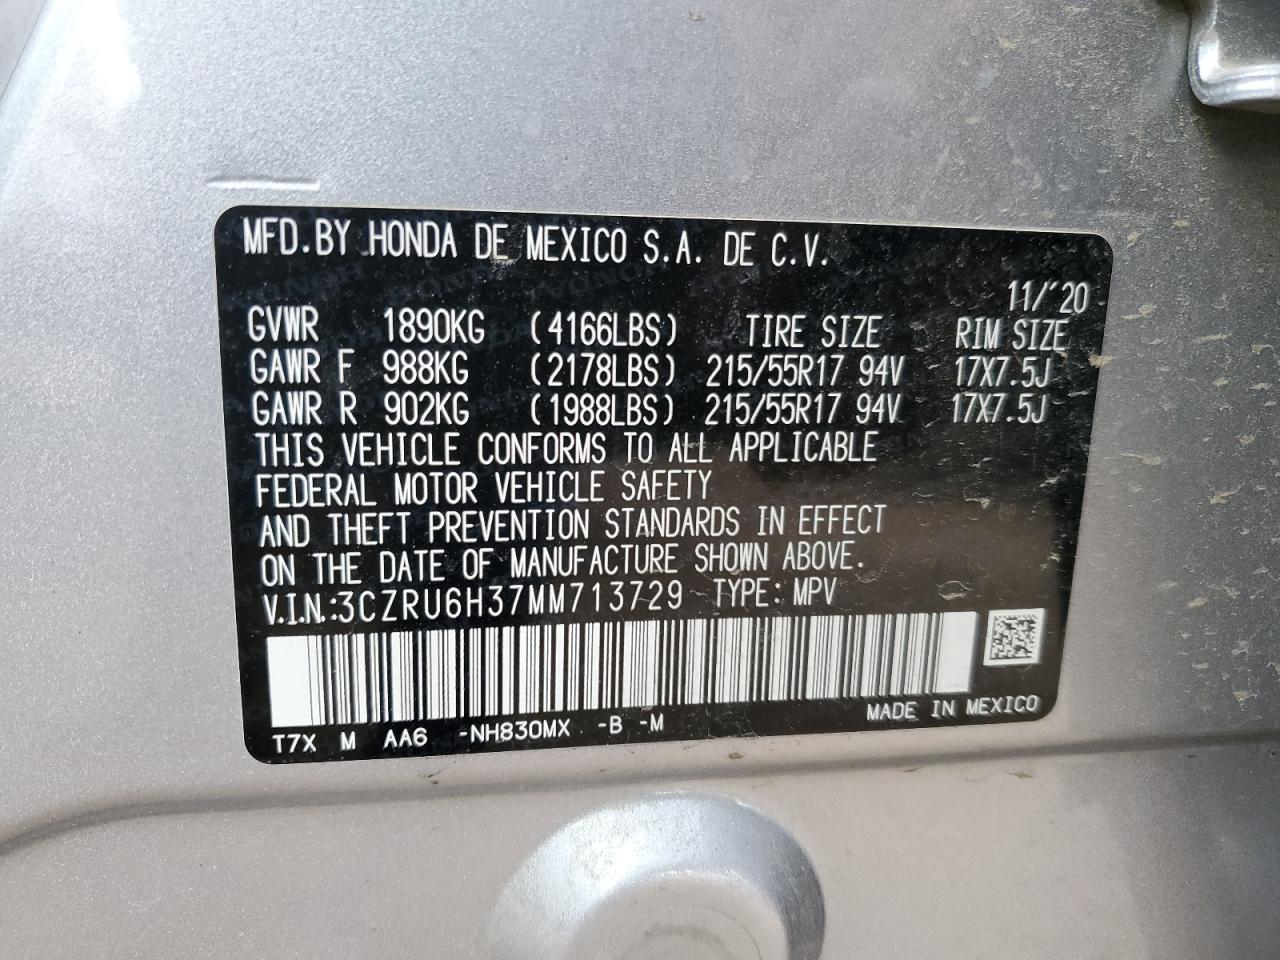 MFD.BY HONDA DE MEXICO S.A. DE C.V.
11/'20
GVWR 1890KG (4166LBS) TIRE SIZE RIM SIZE
GAWR F 988KG (2178LBS) 215/55R17 94V 17X7.5J
GAWR R 902KG (1988LBS) 215/55R17 94V 17X7.5J
THIS VEHICLE CONFORMS TO ALL APPLICABLE
FEDERAL MOTOR VEHICLE SAFETY
AND THEFT PREVENTION STANDARDS IN EFFECT
ON THE DATE OF MANUFACTURE SHOWN ABOVE.
V.I.N.:3CZRU6H37MM713729 TYPE: MPV
T7X M AA6 -NH830MX -B -M MADE IN MEXICO